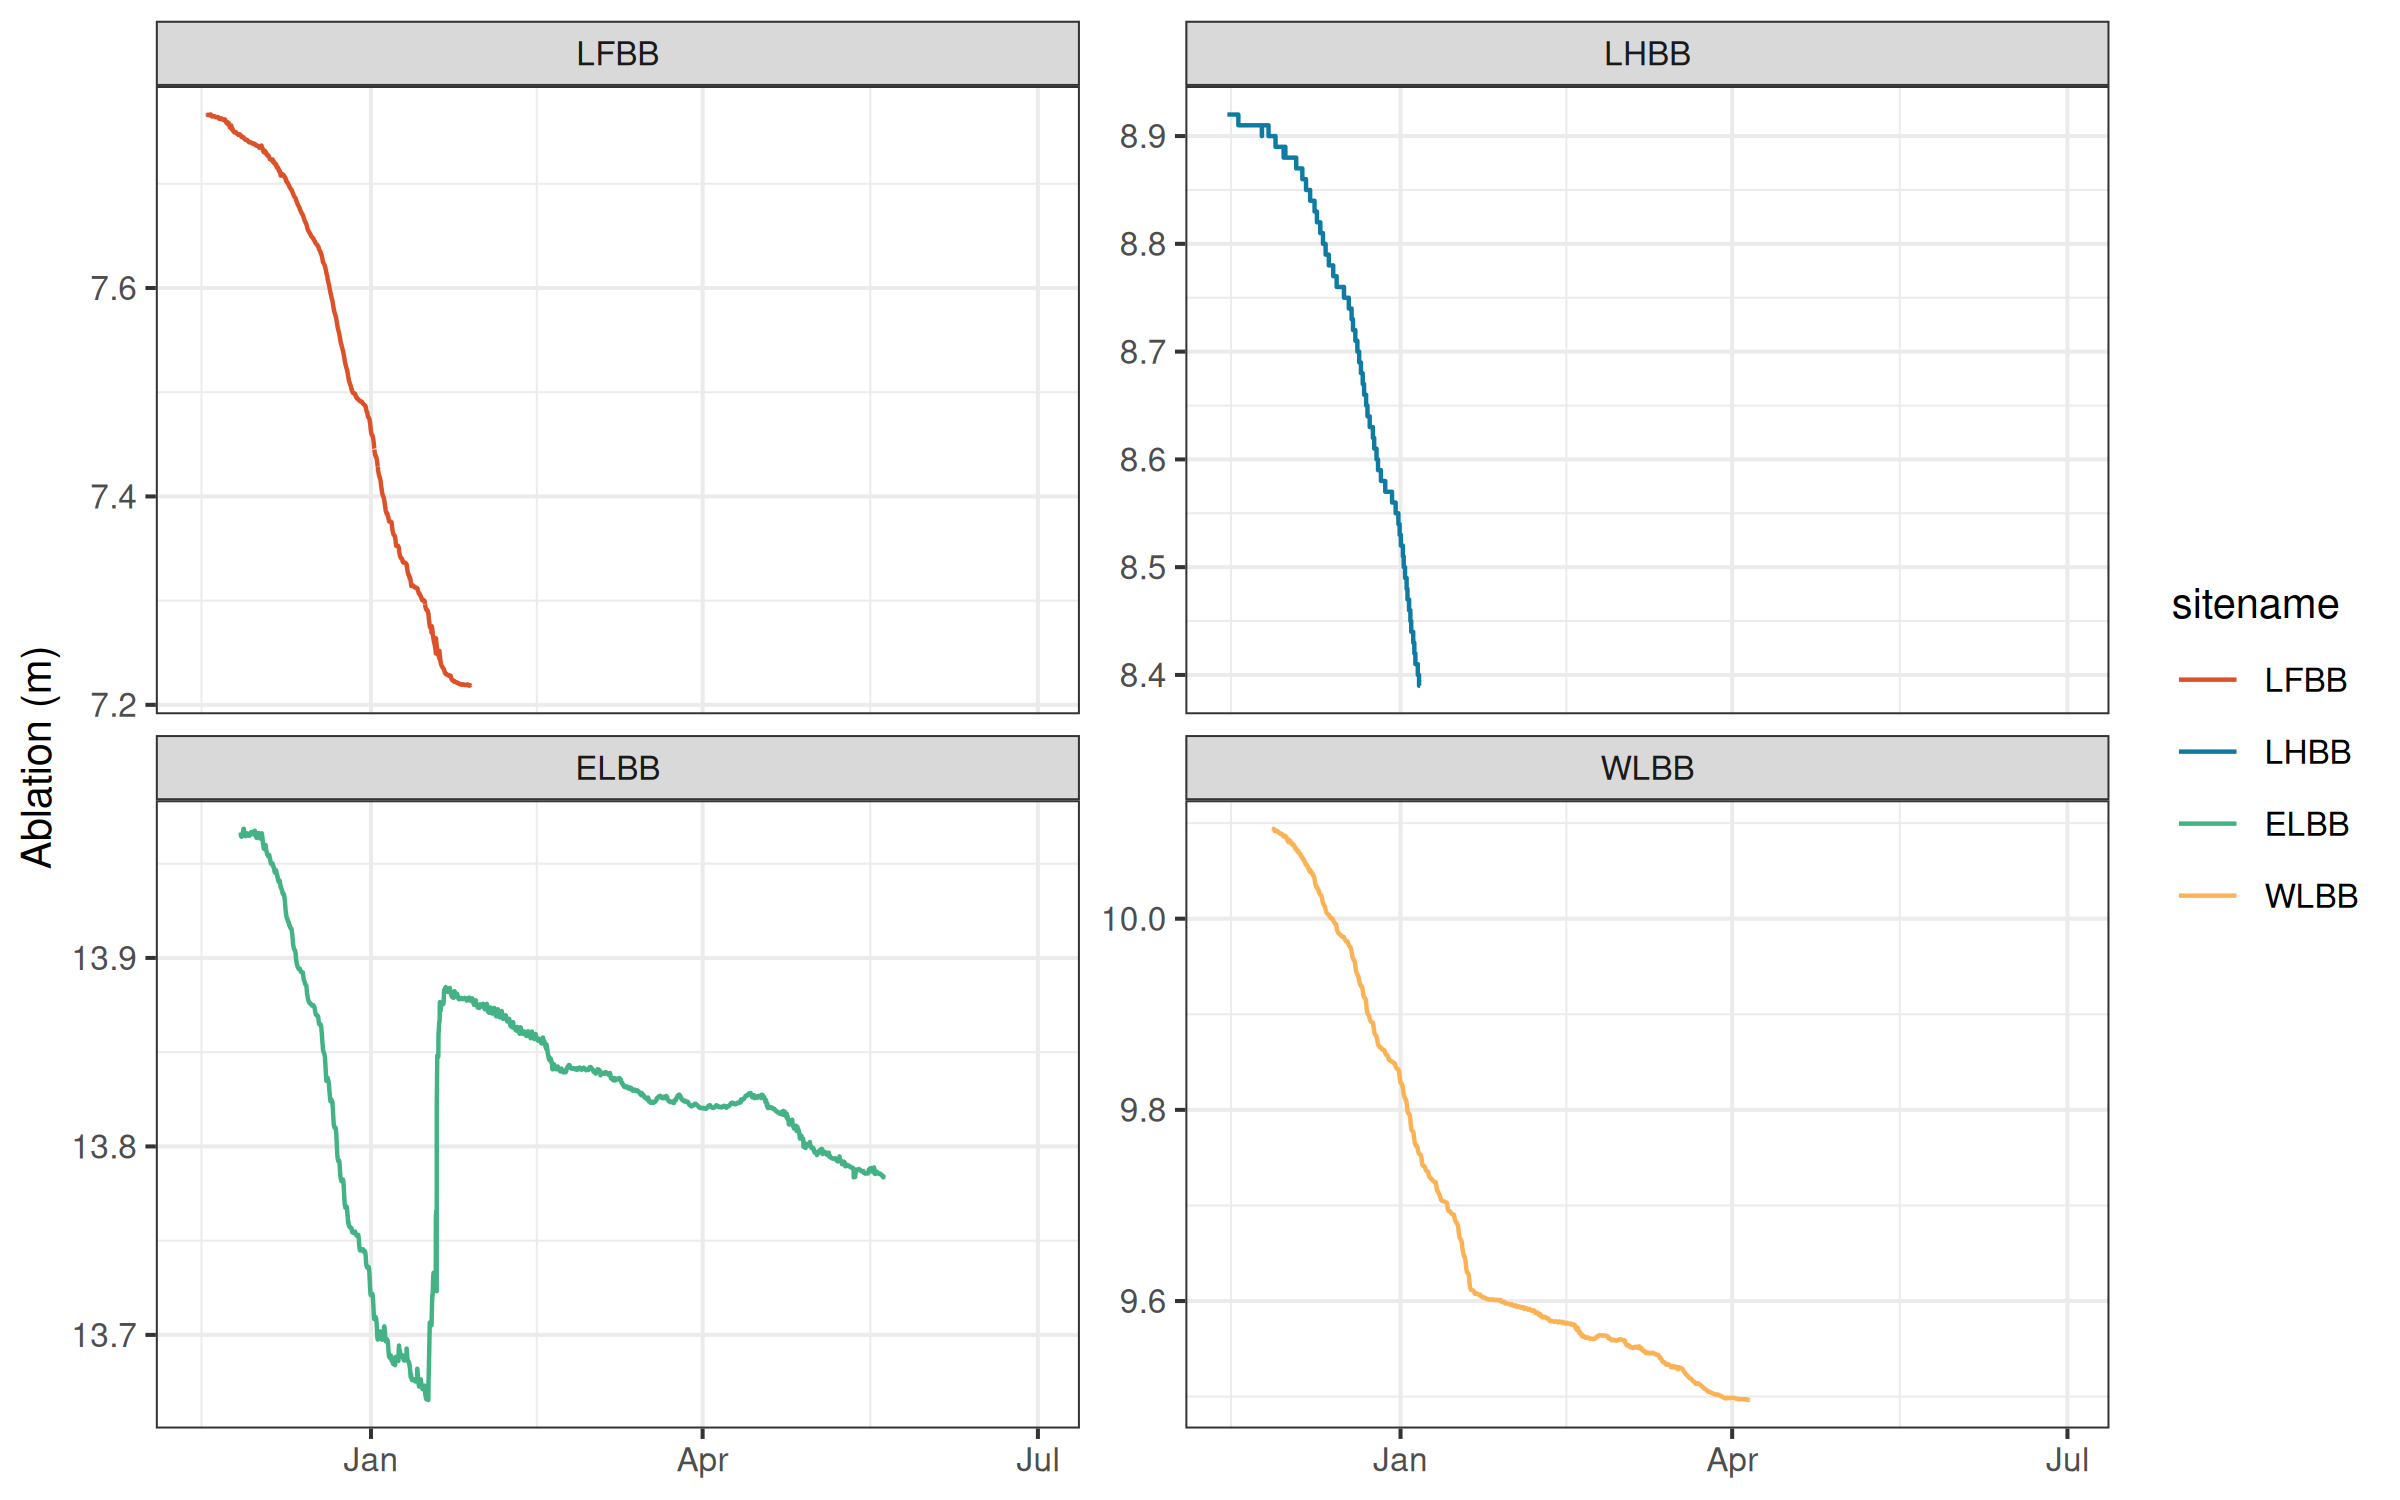 LFBB
LHBB
7.6
7.4
7.2
8.9
8.8
8.7
8.6
8.5
8.4
Ablation (m)
ELBB
WLBB
13.9
13.8
13.7
10.0
9.8
9.6
Jan Apr Jul
Jan Apr Jul
sitename
LFBB
LHBB
ELBB
WLBB